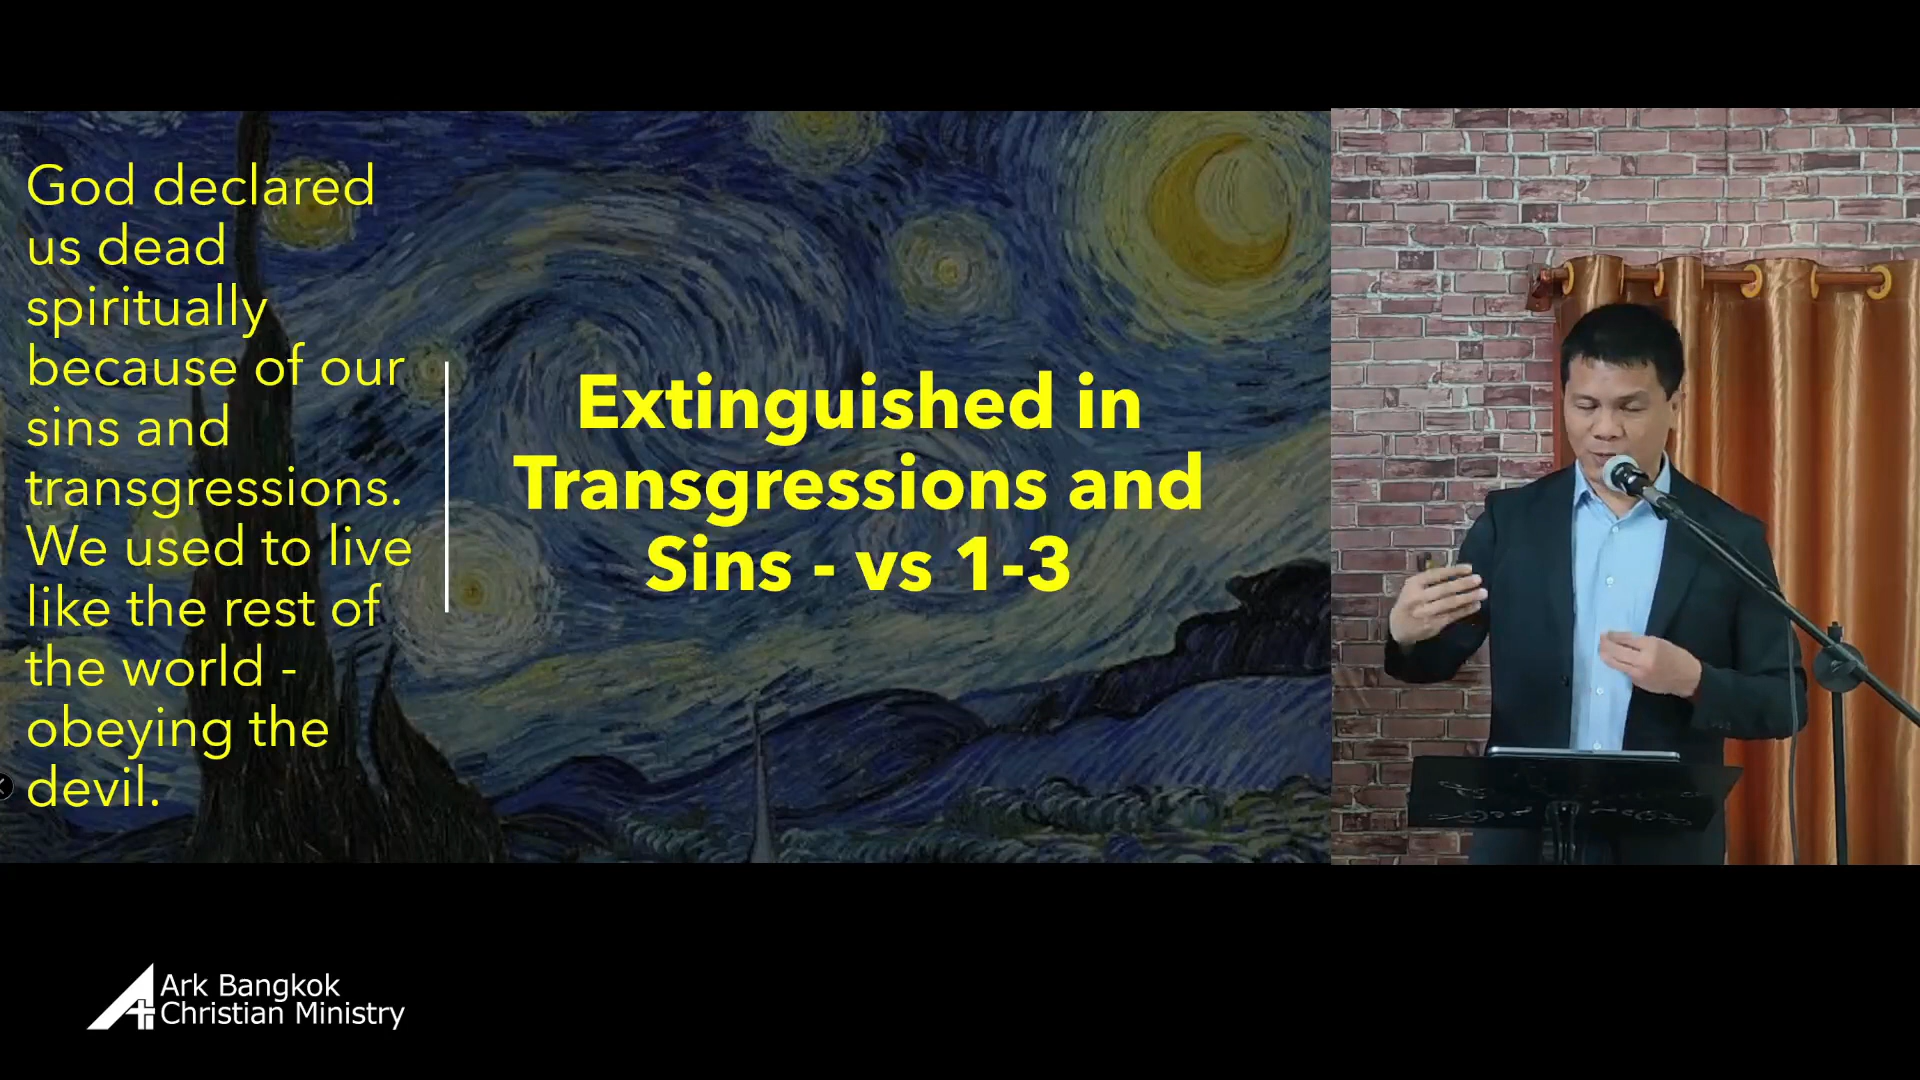 God declared
us dead
spiritually
because of our
sins and
transgressions.
We used to live
like the rest of
the world -
obeying the
devil.
Extinguished in
Transgressions and
Sins - vs 1-3
Ark Bangkok
Christian Ministry